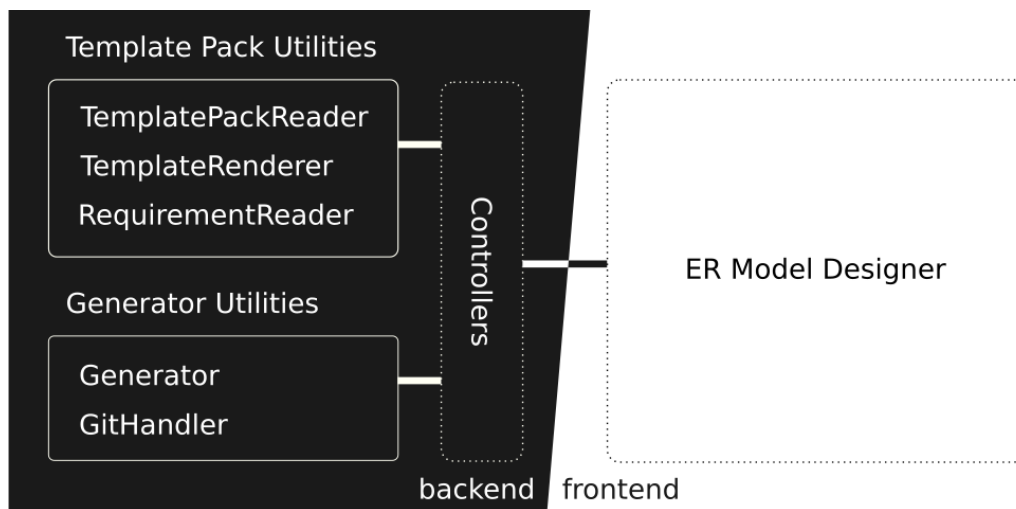 Template Pack Utilities
TemplatePackReader
TemplateRenderer
RequirementReader
Generator Utilities
Generator
GitHandler
Controllers
ER Model Designer
backend
frontend